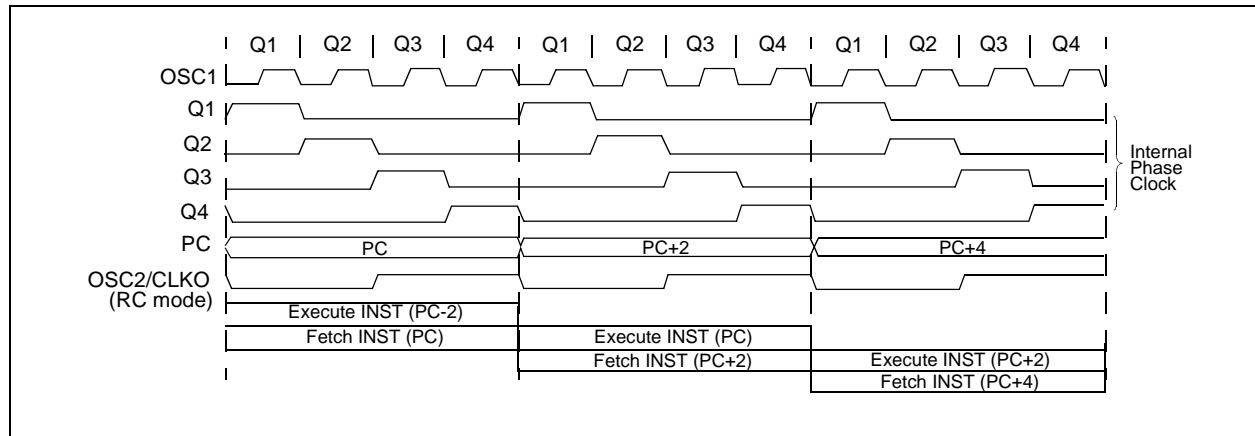 Q1 Q2 Q3 Q4 Q1 Q2 Q3 Q4 Q1 Q2 Q3 Q4
OSC1
Q1
Q2
Q3
Q4
Internal
Phase
Clock
PC PC PC+2 PC+4
OSC2/CLKO
(RC mode)
Execute INST (PC-2)
Fetch INST (PC) Execute INST (PC)
Fetch INST (PC+2) Execute INST (PC+2)
Fetch INST (PC+4)